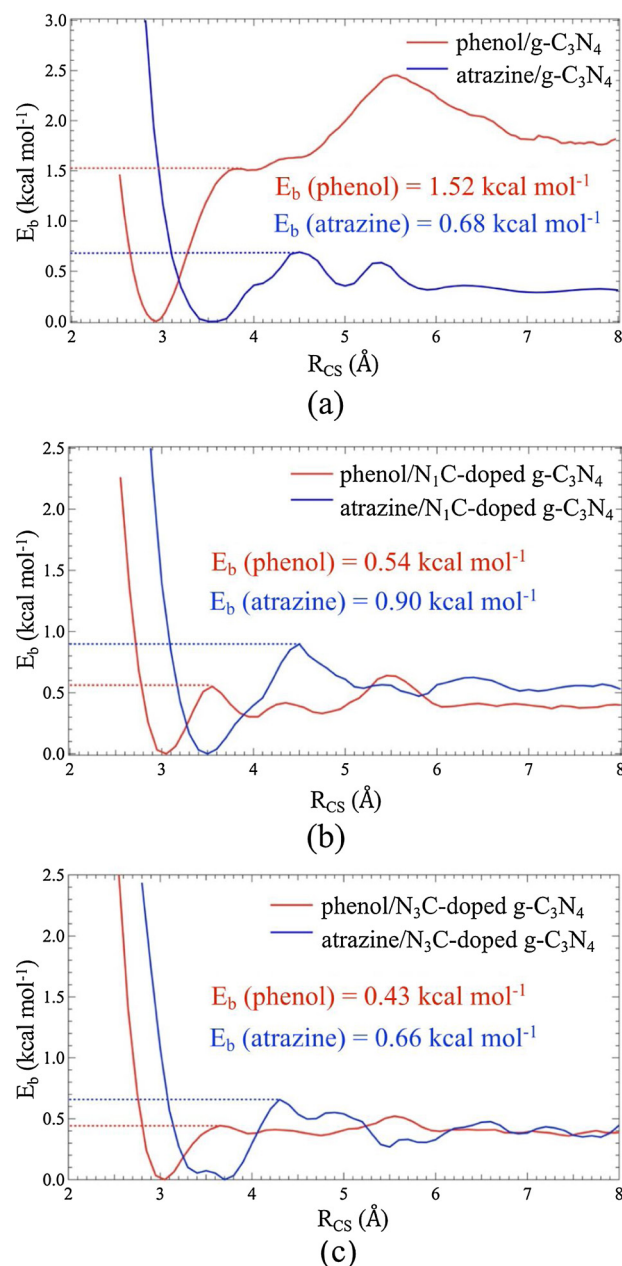 phenol/g-C₃N₄
atrazine/g-C₃N₄
E_b (phenol) = 1.52 kcal mol⁻¹
E_b (atrazine) = 0.68 kcal mol⁻¹
E_b (kcal mol⁻¹)
3.0
2.5
2.0
1.5
1.0
0.5
0.0
2 3 4 5 6 7 8
R_CS (Å)
(a)
phenol/N₁C-doped g-C₃N₄
atrazine/N₁C-doped g-C₃N₄
E_b (phenol) = 0.54 kcal mol⁻¹
E_b (atrazine) = 0.90 kcal mol⁻¹
E_b (kcal mol⁻¹)
2.5
2.0
1.5
1.0
0.5
0.0
2 3 4 5 6 7 8
R_CS (Å)
(b)
phenol/N₃C-doped g-C₃N₄
atrazine/N₃C-doped g-C₃N₄
E_b (phenol) = 0.43 kcal mol⁻¹
E_b (atrazine) = 0.66 kcal mol⁻¹
E_b (kcal mol⁻¹)
2.5
2.0
1.5
1.0
0.5
0.0
2 3 4 5 6 7 8
R_CS (Å)
(c)